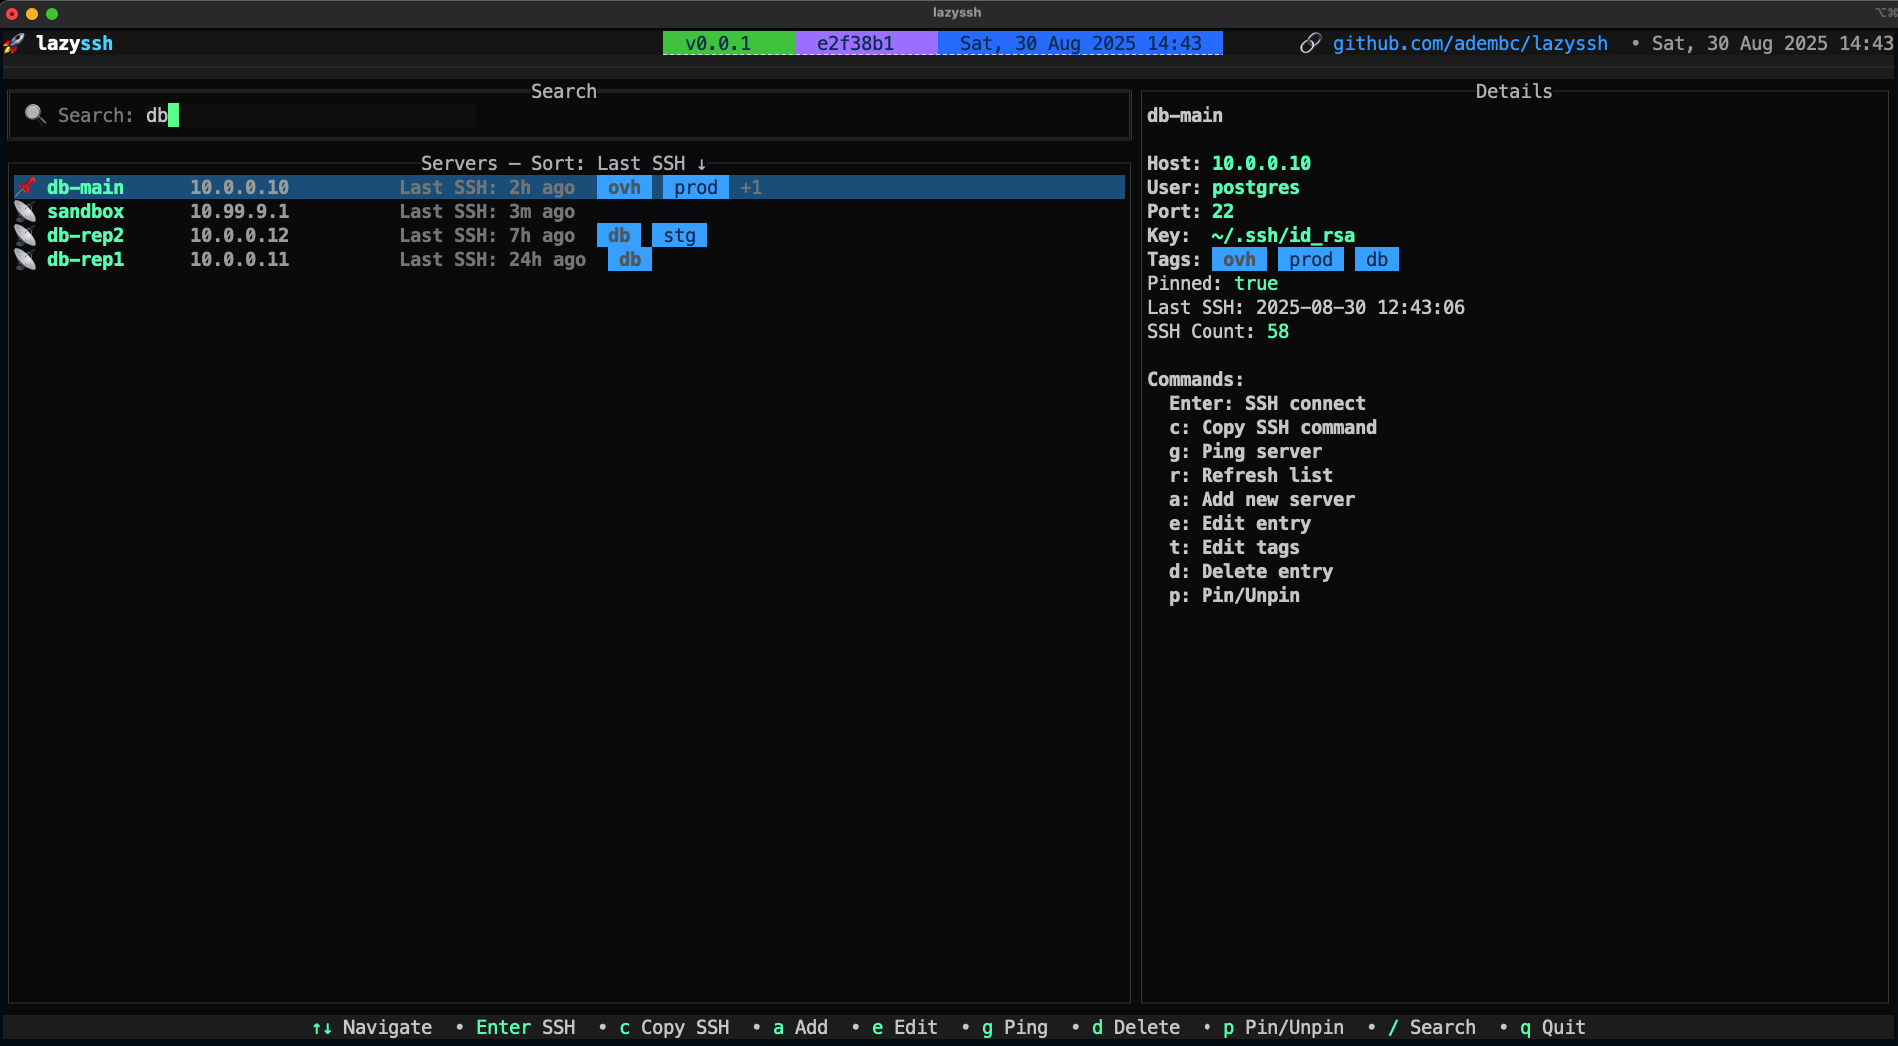 lazyssh
⌥⌘
🚀 lazyssh v0.0.1 e2f38b1 Sat, 30 Aug 2025 14:43 🔗 github.com/adembc/lazyssh • Sat, 30 Aug 2025 14:43
Search
🔍 Search: db
Servers — Sort: Last SSH ↓
📌 db-main 10.0.0.10 Last SSH: 2h ago ovh prod +1
📡 sandbox 10.99.9.1 Last SSH: 3m ago
📡 db-rep2 10.0.0.12 Last SSH: 7h ago db stg
📡 db-rep1 10.0.0.11 Last SSH: 24h ago db
Details
db-main
Host: 10.0.0.10
User: postgres
Port: 22
Key: ~/.ssh/id_rsa
Tags: ovh prod db
Pinned: true
Last SSH: 2025-08-30 12:43:06
SSH Count: 58
Commands:
Enter: SSH connect
c: Copy SSH command
g: Ping server
r: Refresh list
a: Add new server
e: Edit entry
t: Edit tags
d: Delete entry
p: Pin/Unpin
↑↓ Navigate • Enter SSH • c Copy SSH • a Add • e Edit • g Ping • d Delete • p Pin/Unpin • / Search • q Quit